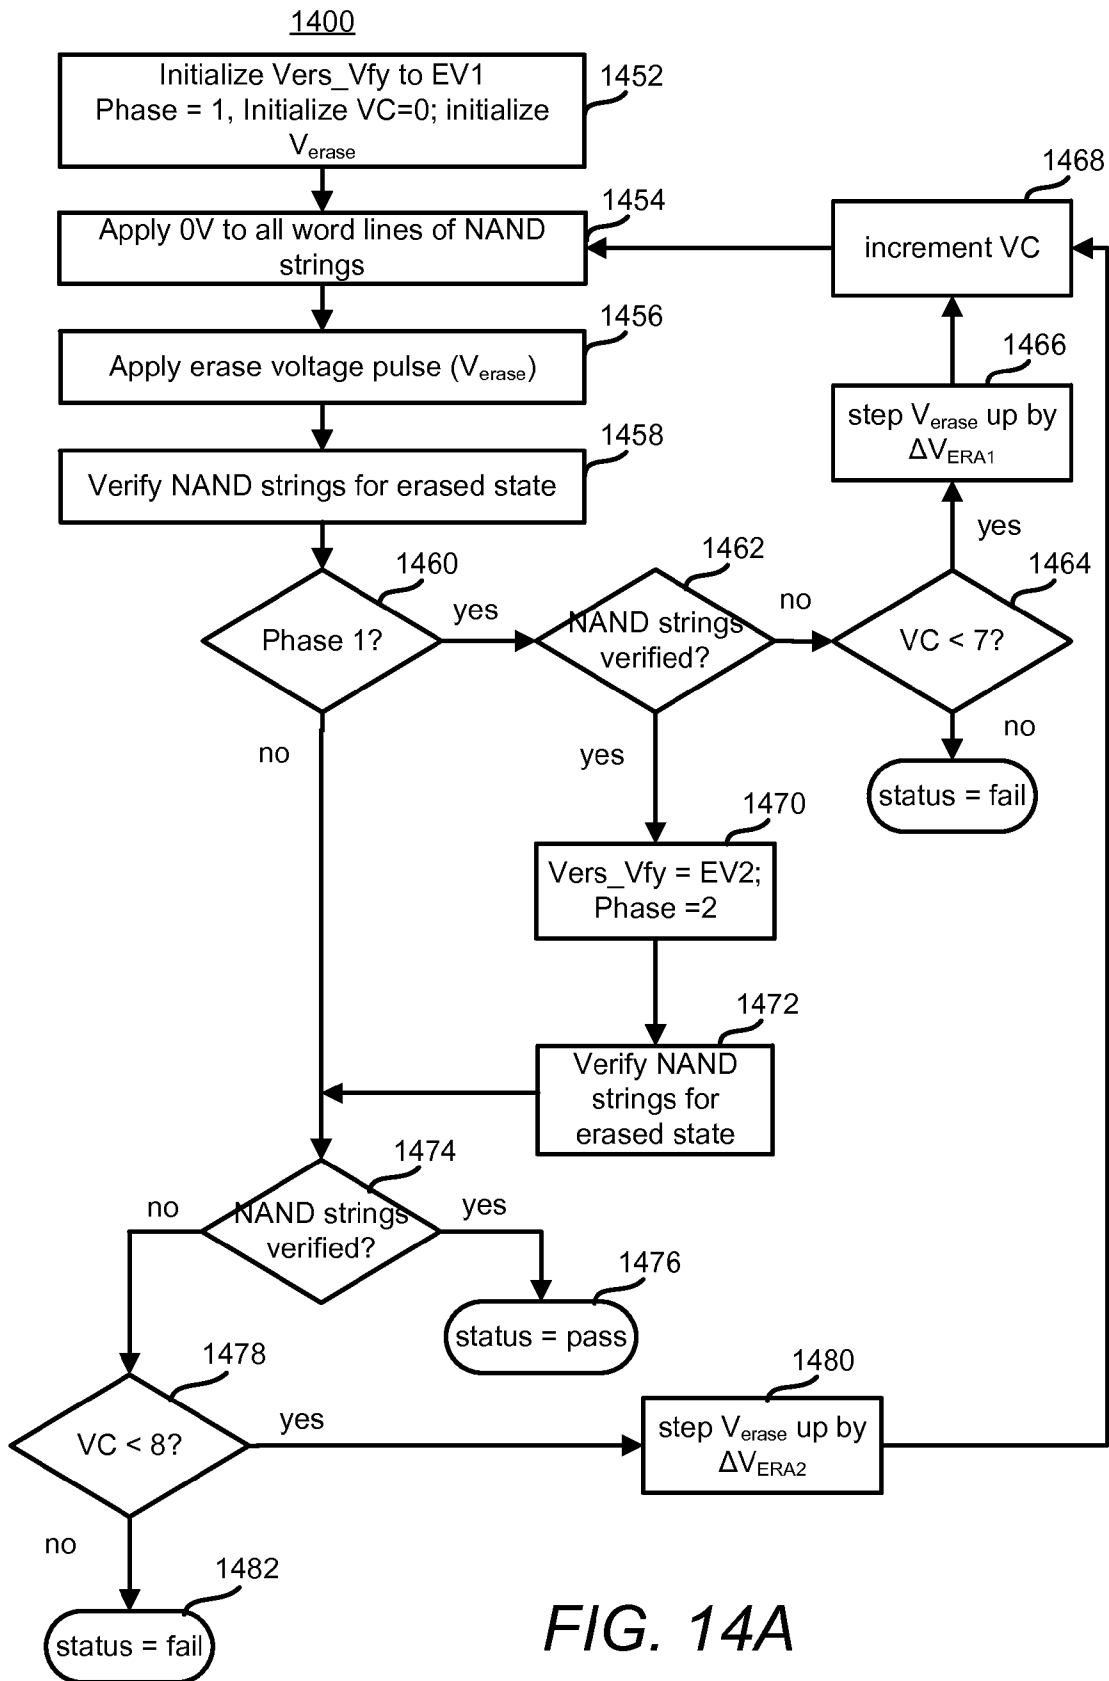 1400
Initialize Vers_Vfy to EV1
Phase = 1, Initialize VC=0; initialize
Verase
1452
Apply 0V to all word lines of NAND
strings
1454
increment VC
1468
Apply erase voltage pulse (Verase)
1456
step Verase up by
ΔVERA1
1466
Verify NAND strings for erased state
1458
Phase 1?
1460
yes
no
NAND strings
verified?
1462
no
yes
VC < 7?
1464
yes
no
status = fail
Vers_Vfy = EV2;
Phase =2
1470
Verify NAND
strings for
erased state
1472
NAND strings
verified?
1474
no
yes
status = pass
1476
VC < 8?
1478
yes
no
step Verase up by
ΔVERA2
1480
status = fail
1482
FIG. 14A